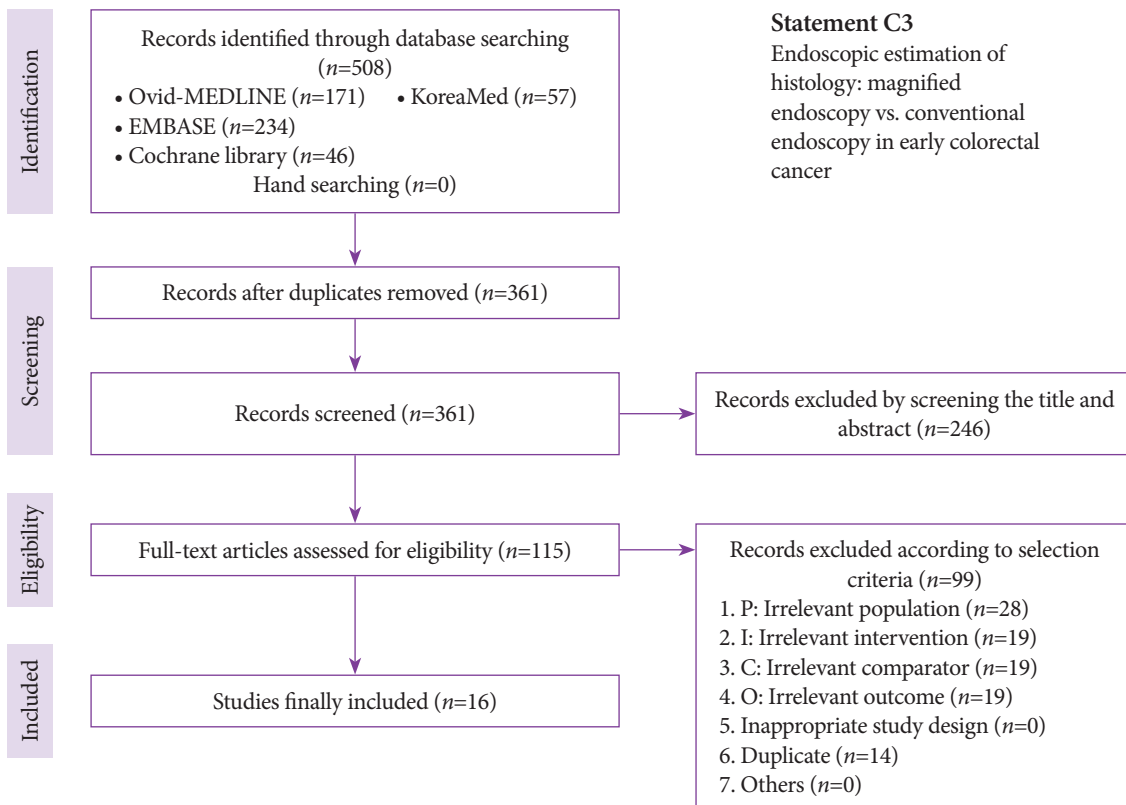 Identification
Records identified through database searching
(n=508)
• Ovid-MEDLINE (n=171) • KoreaMed (n=57)
• EMBASE (n=234)
• Cochrane library (n=46)
Hand searching (n=0)
Statement C3
Endoscopic estimation of
histology: magnified
endoscopy vs. conventional
endoscopy in early colorectal
cancer
Screening
Records after duplicates removed (n=361)
Records screened (n=361)
Records excluded by screening the title and
abstract (n=246)
Eligibility
Full-text articles assessed for eligibility (n=115)
Records excluded according to selection
criteria (n=99)
1. P: Irrelevant population (n=28)
2. I: Irrelevant intervention (n=19)
3. C: Irrelevant comparator (n=19)
4. O: Irrelevant outcome (n=19)
5. Inappropriate study design (n=0)
6. Duplicate (n=14)
7. Others (n=0)
Included
Studies finally included (n=16)